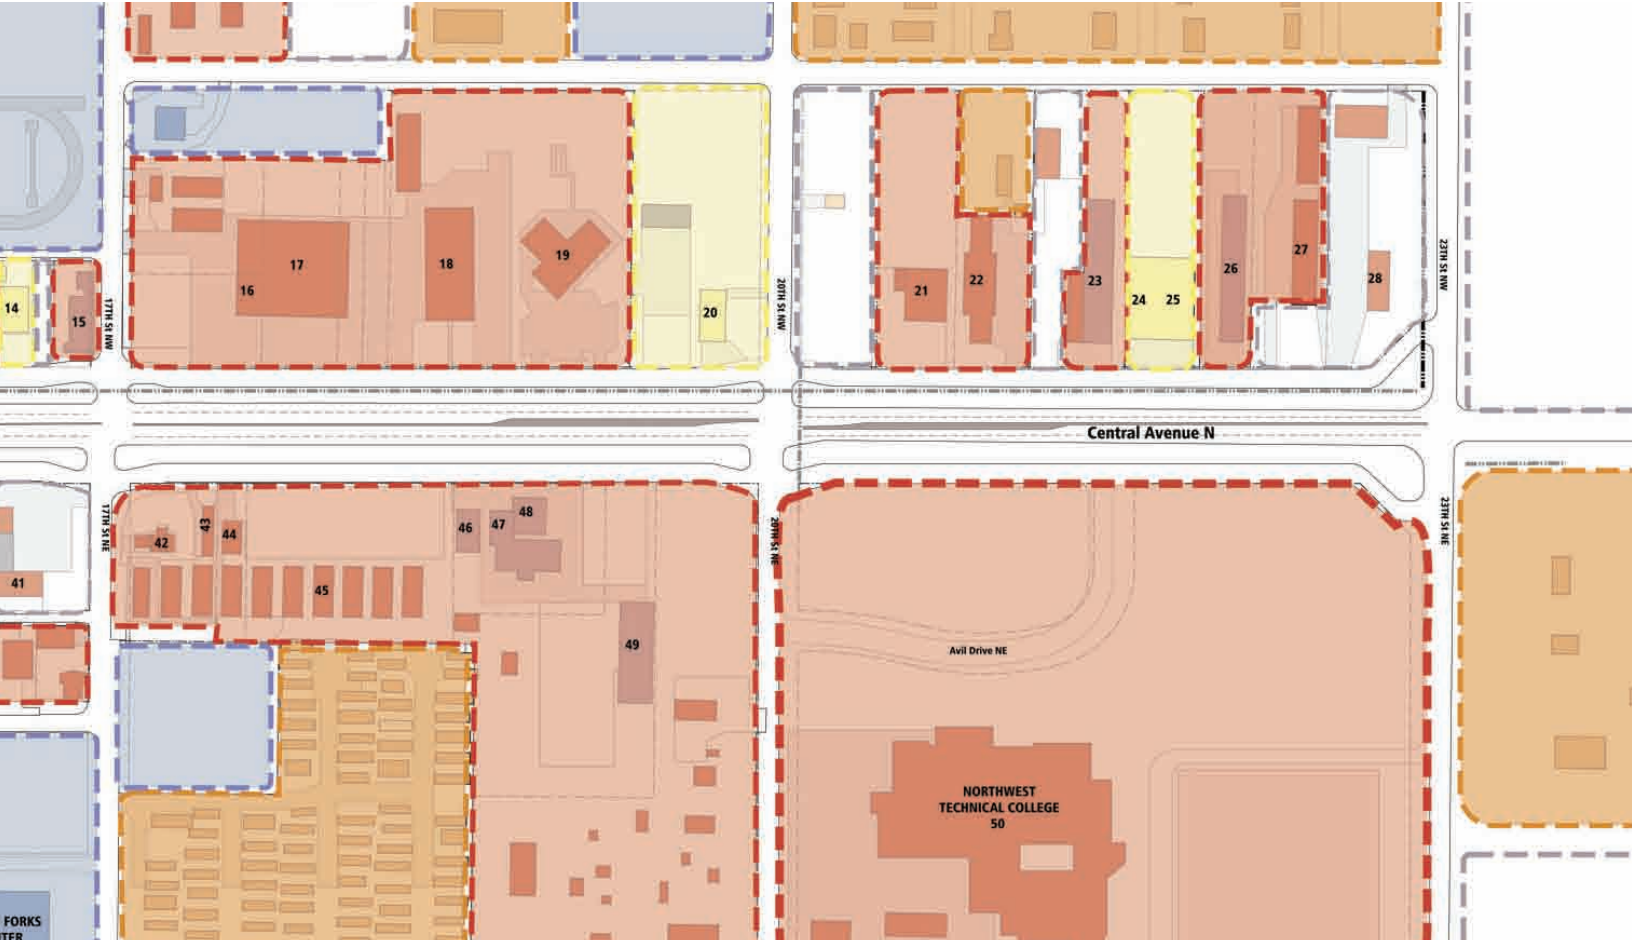 17
19
18
16
14
15
17TH St NW
20
20TH St NW
21
22
23
24
25
26
27
28
23TH St NW
Central Avenue N
17TH St NE
41
42
43
44
45
46
47
48
49
20TH St NE
23TH St NE
Avil Drive NE
NORTHWEST
TECHNICAL COLLEGE
50
FORKS